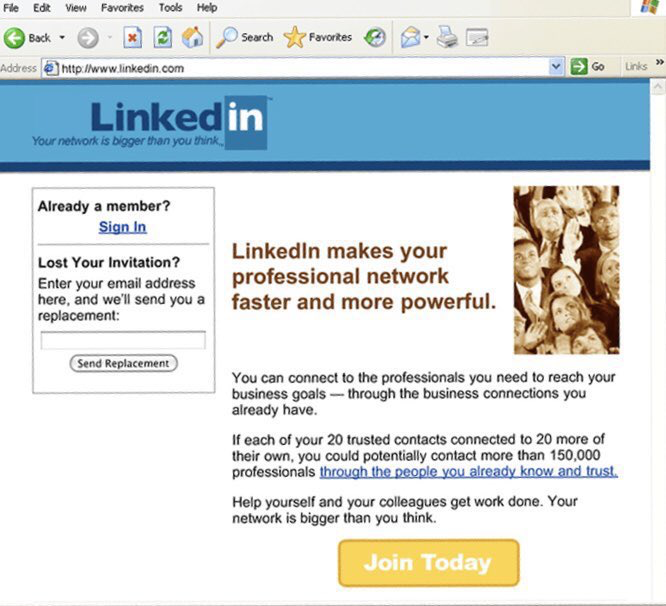 File Edit View Favorites Tools Help
Back Search Favorites
Address http://www.linkedin.com Go Links »
Linkedin™
Your network is bigger than you think.
Already a member?
Sign In
Lost Your Invitation?
Enter your email address
here, and we'll send you a
replacement:
Send Replacement
LinkedIn makes your
professional network
faster and more powerful.
You can connect to the professionals you need to reach your
business goals — through the business connections you
already have.
If each of your 20 trusted contacts connected to 20 more of
their own, you could potentially contact more than 150,000
professionals through the people you already know and trust.
Help yourself and your colleagues get work done. Your
network is bigger than you think.
Join Today